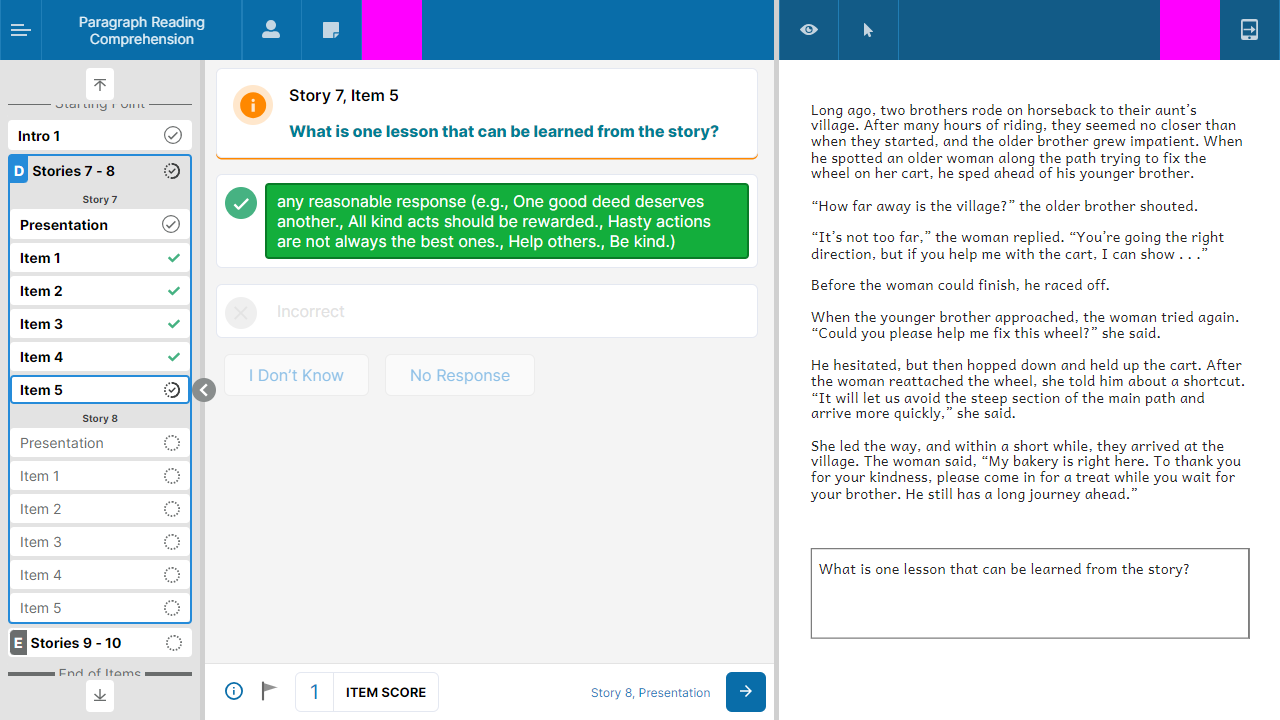 Paragraph Reading
Comprehension
Starting Point
Intro 1
D Stories 7 - 8
Story 7
Presentation
Item 1
Item 2
Item 3
Item 4
Item 5
Story 8
Presentation
Item 1
Item 2
Item 3
Item 4
Item 5
E Stories 9 - 10
End of Items
Story 7, Item 5
What is one lesson that can be learned from the story?
any reasonable response (e.g., One good deed deserves
another., All kind acts should be rewarded., Hasty actions
are not always the best ones., Help others., Be kind.)
Incorrect
I Don't Know
No Response
1 ITEM SCORE
Story 8, Presentation
Long ago, two brothers rode on horseback to their aunt's
village. After many hours of riding, they seemed no closer than
when they started, and the older brother grew impatient. When
he spotted an older woman along the path trying to fix the
wheel on her cart, he sped ahead of his younger brother.
“How far away is the village?” the older brother shouted.
“It's not too far,” the woman replied. “You're going the right
direction, but if you help me with the cart, I can show . . .”
Before the woman could finish, he raced off.
When the younger brother approached, the woman tried again.
“Could you please help me fix this wheel?” she said.
He hesitated, but then hopped down and held up the cart. After
the woman reattached the wheel, she told him about a shortcut.
“It will let us avoid the steep section of the main path and
arrive more quickly,” she said.
She led the way, and within a short while, they arrived at the
village. The woman said, “My bakery is right here. To thank you
for your kindness, please come in for a treat while you wait for
your brother. He still has a long journey ahead.”
What is one lesson that can be learned from the story?